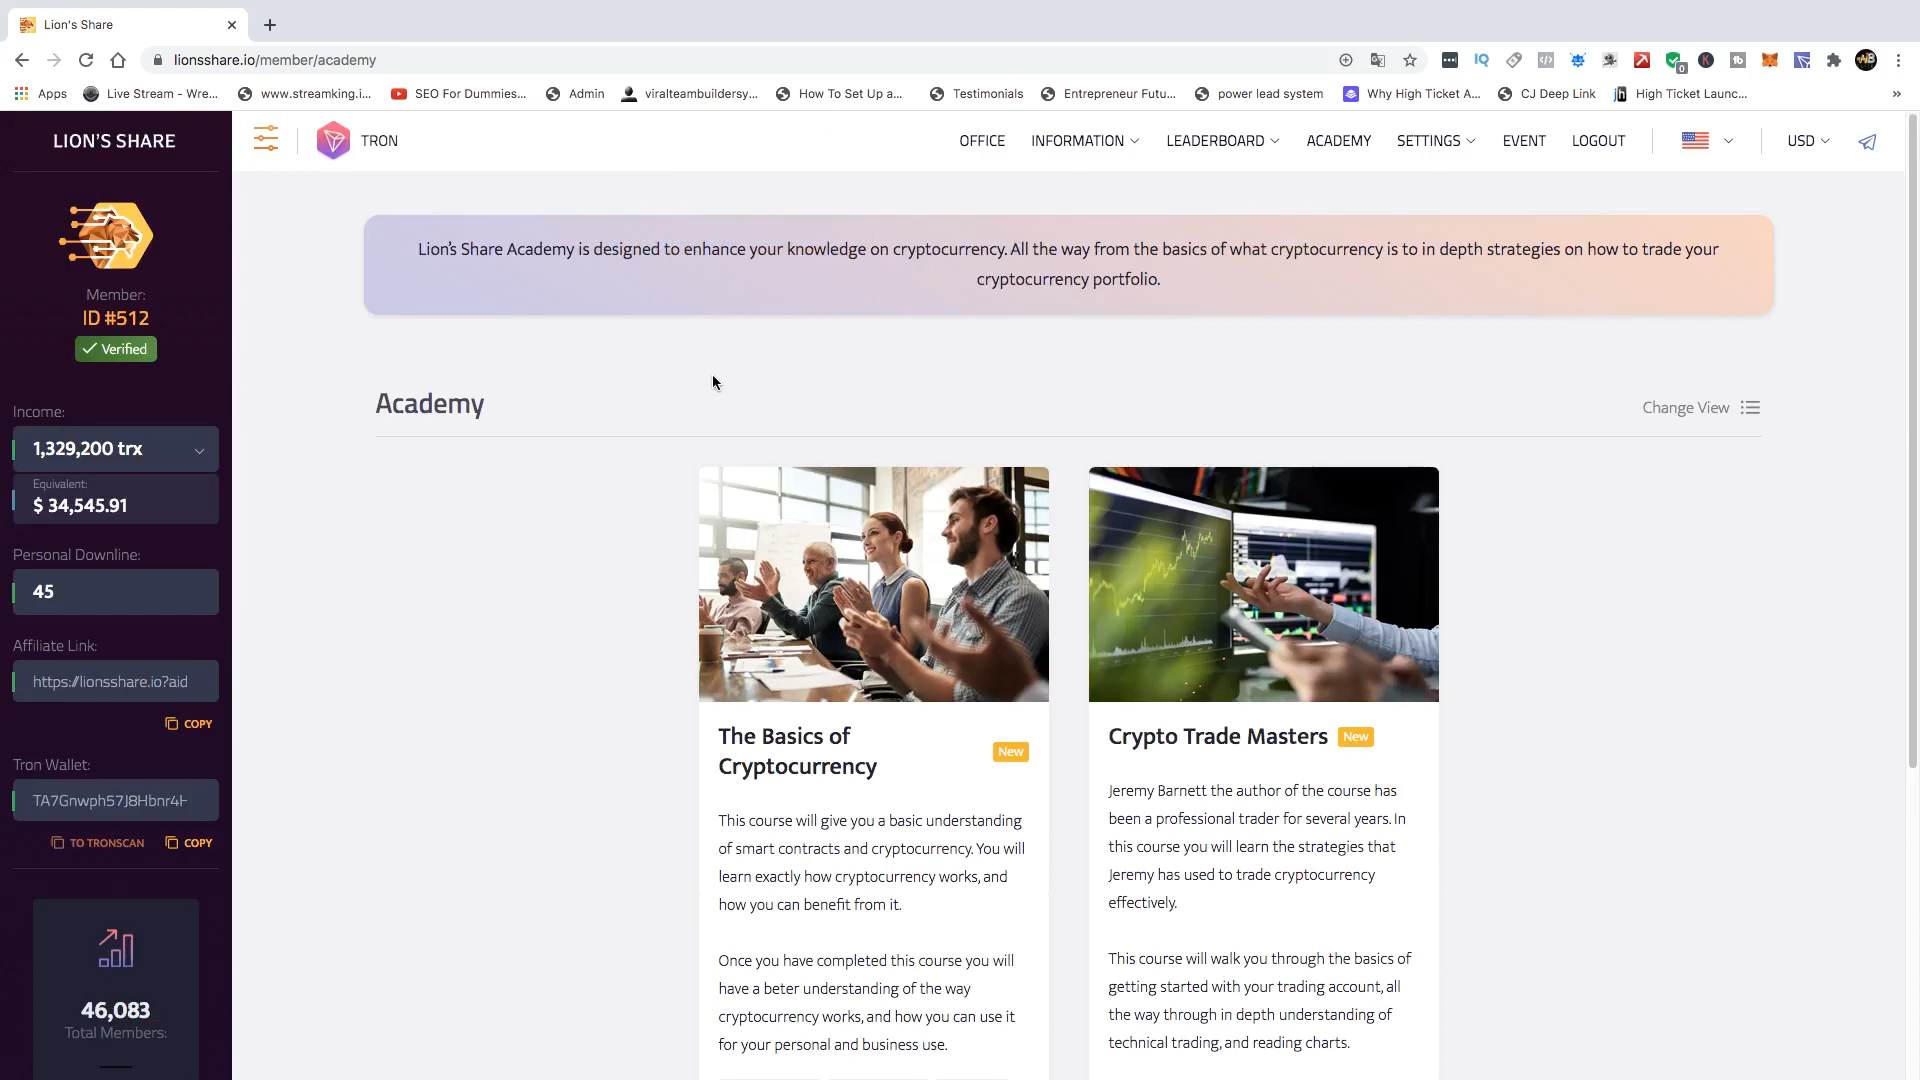 Lion's Share
lionsshare.io/member/academy
Apps
Live Stream - Wre...
www.streamking.i...
SEO For Dummies...
Admin
viralteambuildersy...
How To Set Up a...
Testimonials
Entrepreneur Futu...
power lead system
Why High Ticket A...
CJ Deep Link
High Ticket Launc...
LION'S SHARE
TRON
OFFICE
INFORMATION
LEADERBOARD
ACADEMY
SETTINGS
EVENT
LOGOUT
USD
Member:
ID #512
Verified
Income:
1,329,200 trx
Equivalent:
$ 34,545.91
Personal Downline:
45
Affiliate Link:
https://lionsshare.io?aid
COPY
Tron Wallet:
TA7Gnwph57J8Hbnr4H
TO TRONSCAN
COPY
46,083
Total Members:
Lion's Share Academy is designed to enhance your knowledge on cryptocurrency. All the way from the basics of what cryptocurrency is to in depth strategies on how to trade your
cryptocurrency portfolio.
Academy
Change View
The Basics of
Cryptocurrency
New
This course will give you a basic understanding
of smart contracts and cryptocurrency. You will
learn exactly how cryptocurrency works, and
how you can benefit from it.
Once you have completed this course you will
have a beter understanding of the way
cryptocurrency works, and how you can use it
for your personal and business use.
Crypto Trade Masters
New
Jeremy Barnett the author of the course has
been a professional trader for several years. In
this course you will learn the strategies that
Jeremy has used to trade cryptocurrency
effectively.
This course will walk you through the basics of
getting started with your trading account, all
the way through in depth understanding of
technical trading, and reading charts.